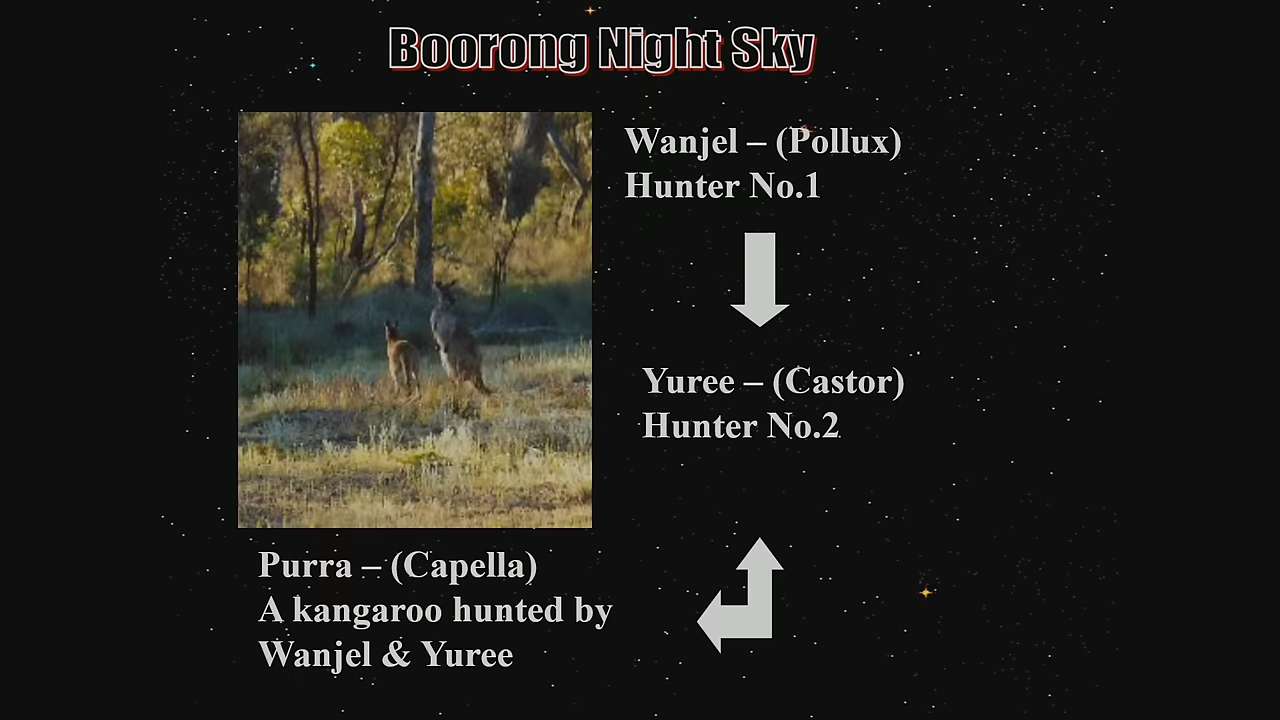 Boorong Night Sky
Wanjel – (Pollux)
Hunter No.1
Yuree – (Castor)
Hunter No.2
Purra – (Capella)
A kangaroo hunted by
Wanjel & Yuree